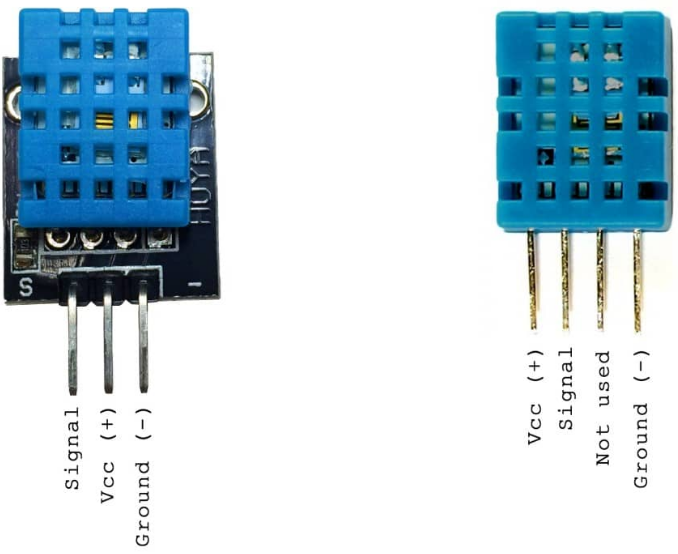 HUYA
S
-
Signal
Vcc (+)
Ground (-)
Vcc (+)
Signal
Not used
Ground (-)